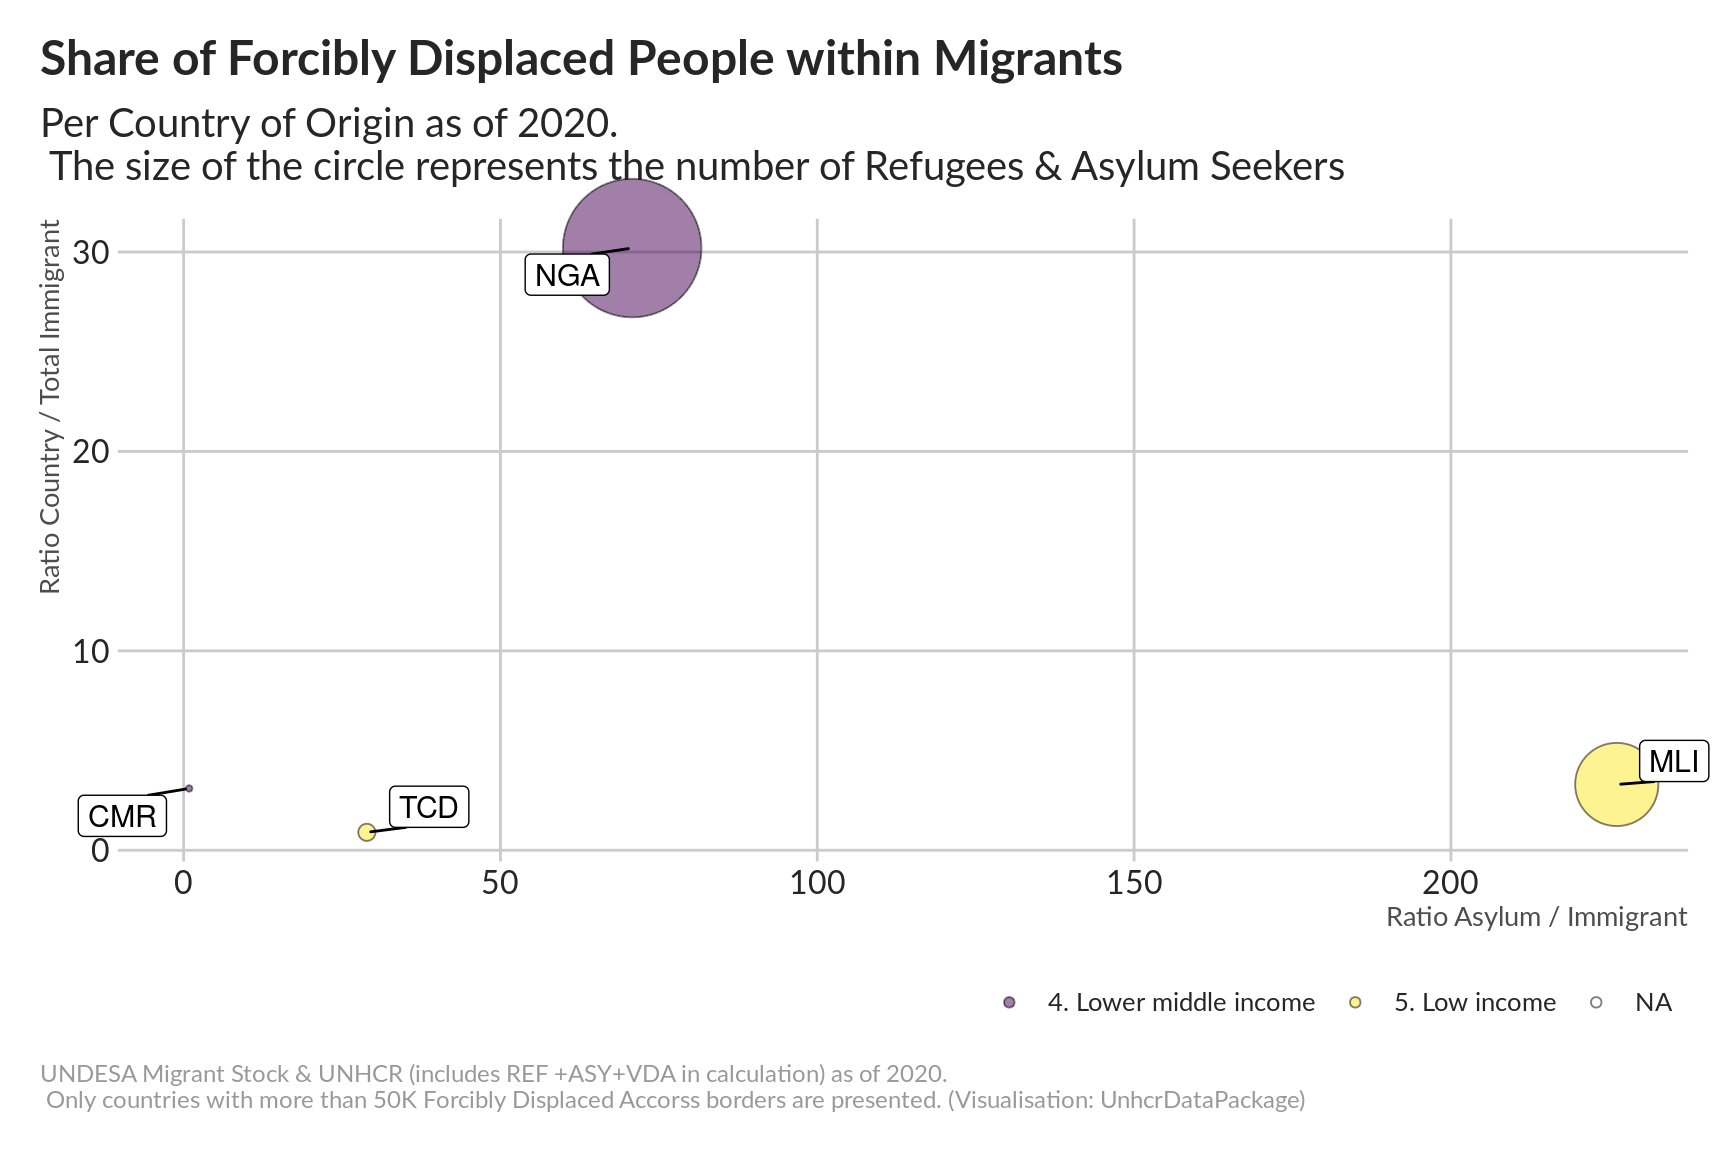 Share of Forcibly Displaced People within Migrants
Per Country of Origin as of 2020.
The size of the circle represents the number of Refugees & Asylum Seekers
Ratio Country / Total Immigrant
30
20
10
0
NGA
MLI
TCD
CMR
0 50 100 150 200
Ratio Asylum / Immigrant
4. Lower middle income 5. Low income NA
UNDESA Migrant Stock & UNHCR (includes REF +ASY+VDA in calculation) as of 2020.
Only countries with more than 50K Forcibly Displaced Accorss borders are presented. (Visualisation: UnhcrDataPackage)